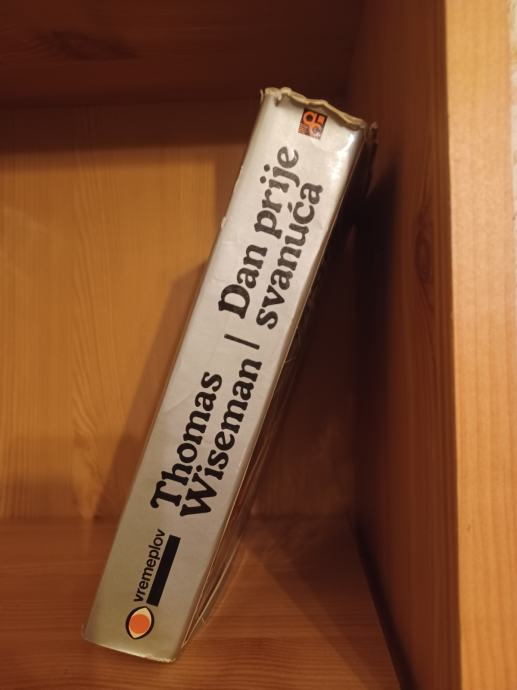 Thomas
Wiseman /
Dan prije
svanuća
vremeplov